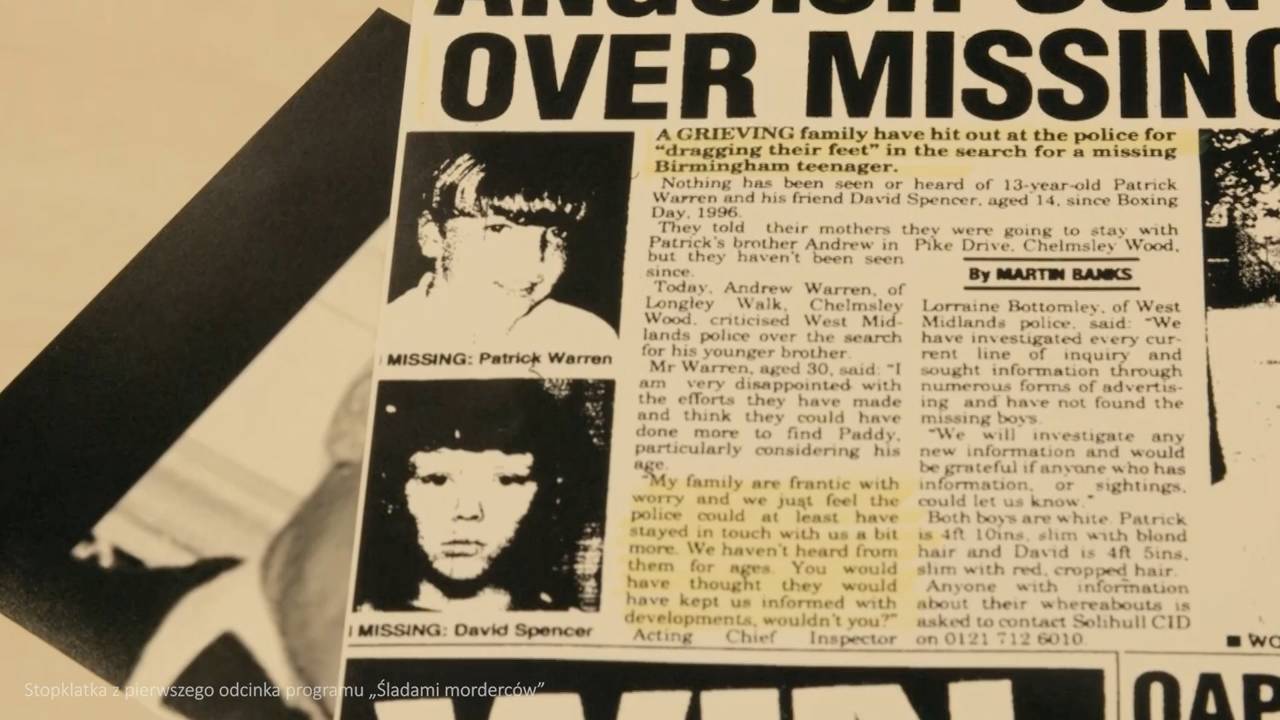 OVER MISSING
A GRIEVING family have hit out at the police for
“dragging their feet” in the search for a missing
Birmingham teenager.
Nothing has been seen or heard of 13-year-old Patrick
Warren and his friend David Spencer, aged 14, since Boxing
Day, 1996.
They told their mothers they were going to stay with
Patrick's brother Andrew in Pike Drive, Chelmsley Wood,
but they haven't been seen
since.
Today, Andrew Warren, of
Longley Walk, Chelmsley
Wood, criticised West Mid-
lands police over the search
for his younger brother.
Mr Warren, aged 30, said: “I
am very disappointed with
the efforts they have made
and think they could have
done more to find Paddy,
particularly considering his
age.
“My family are frantic with
worry and we just feel the
police could at least have
stayed in touch with us a bit
more. We haven't heard from
them for ages. You would
have thought they would
have kept us informed with
developments, wouldn't you?”
Acting Chief Inspector
By MARTIN BANKS
Lorraine Bottomley, of West
Midlands police, said: “We
have investigated every cur-
rent line of inquiry and
sought information through
numerous forms of advertis-
ing and have not found the
missing boys.
“We will investigate any
new information and would
be grateful if anyone who has
information, or sightings,
could let us know.”
Both boys are white. Patrick
is 4ft 10ins, slim with blond
hair and David is 4ft 5ins,
slim with red, cropped hair.
Anyone with information
about their whereabouts is
asked to contact Solihull CID
on 0121 712 6010.
MISSING: Patrick Warren
MISSING: David Spencer
■ WO
WIN
OAP
Stopklatka z pierwszego odcinka programu „Śladami morderców”